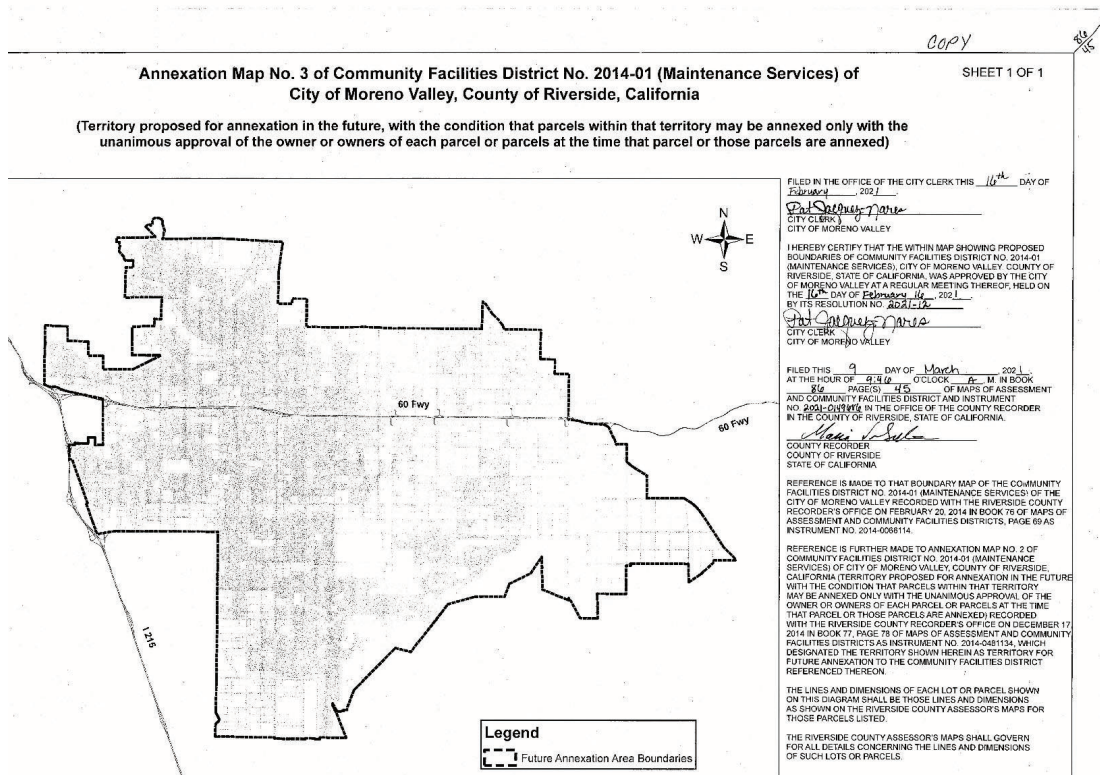 COPY
86/45
Annexation Map No. 3 of Community Facilities District No. 2014-01 (Maintenance Services) of
City of Moreno Valley, County of Riverside, California
SHEET 1 OF 1
(Territory proposed for annexation in the future, with the condition that parcels within that territory may be annexed only with the
unanimous approval of the owner or owners of each parcel or parcels at the time that parcel or those parcels are annexed)
N
W E
S
60 Fwy
60 Fwy
I 215
Legend
Future Annexation Area Boundaries
FILED IN THE OFFICE OF THE CITY CLERK THIS 16th DAY OF
February, 2021.
Pat Jacquez-Nares
CITY CLERK
CITY OF MORENO VALLEY
I HEREBY CERTIFY THAT THE WITHIN MAP SHOWING PROPOSED
BOUNDARIES OF COMMUNITY FACILITIES DISTRICT NO. 2014-01
(MAINTENANCE SERVICES), CITY OF MORENO VALLEY, COUNTY OF
RIVERSIDE, STATE OF CALIFORNIA, WAS APPROVED BY THE CITY
OF MORENO VALLEY AT A REGULAR MEETING THEREOF, HELD ON
THE 16th DAY OF February 16, 2021
BY ITS RESOLUTION NO. 2021-12
Pat Jacquez-Nares
CITY CLERK
CITY OF MORENO VALLEY
FILED THIS 9 DAY OF March, 2021.
AT THE HOUR OF 9:46 O'CLOCK A. M. IN BOOK
86 PAGE(S) 45 OF MAPS OF ASSESSMENT
AND COMMUNITY FACILITIES DISTRICT AND INSTRUMENT
NO. IN THE OFFICE OF THE COUNTY RECORDER
IN THE COUNTY OF RIVERSIDE, STATE OF CALIFORNIA.
COUNTY RECORDER
COUNTY OF RIVERSIDE
STATE OF CALIFORNIA
REFERENCE IS MADE TO THAT BOUNDARY MAP OF THE COMMUNITY
FACILITIES DISTRICT NO. 2014-01 (MAINTENANCE SERVICES) OF THE
CITY OF MORENO VALLEY RECORDED WITH THE RIVERSIDE COUNTY
RECORDER'S OFFICE ON FEBRUARY 20, 2014 IN BOOK 76 OF MAPS OF
ASSESSMENT AND COMMUNITY FACILITIES DISTRICTS, PAGE 69 AS
INSTRUMENT NO. 2014-0066114.
REFERENCE IS FURTHER MADE TO ANNEXATION MAP NO. 2 OF
COMMUNITY FACILITIES DISTRICT NO. 2014-01 (MAINTENANCE
SERVICES) OF CITY OF MORENO VALLEY, COUNTY OF RIVERSIDE,
CALIFORNIA (TERRITORY PROPOSED FOR ANNEXATION IN THE FUTURE
WITH THE CONDITION THAT PARCELS WITHIN THAT TERRITORY
MAY BE ANNEXED ONLY WITH THE UNANIMOUS APPROVAL OF THE
OWNER OR OWNERS OF EACH PARCEL OR PARCELS AT THE TIME
THAT PARCEL OR THOSE PARCELS ARE ANNEXED) RECORDED
WITH THE RIVERSIDE COUNTY RECORDER'S OFFICE ON DECEMBER 17,
2014 IN BOOK 77, PAGE 78 OF MAPS OF ASSESSMENT AND COMMUNITY
FACILITIES DISTRICTS AS INSTRUMENT NO. 2014-0481134, WHICH
DESIGNATED THE TERRITORY SHOWN HEREIN AS TERRITORY FOR
FUTURE ANNEXATION TO THE COMMUNITY FACILITIES DISTRICT
REFERENCED THEREON.
THE LINES AND DIMENSIONS OF EACH LOT OR PARCEL SHOWN
ON THIS DIAGRAM SHALL BE THOSE LINES AND DIMENSIONS
AS SHOWN ON THE RIVERSIDE COUNTY ASSESSOR'S MAPS FOR
THOSE PARCELS LISTED.
THE RIVERSIDE COUNTY ASSESSOR'S MAPS SHALL GOVERN
FOR ALL DETAILS CONCERNING THE LINES AND DIMENSIONS
OF SUCH LOTS OR PARCELS.